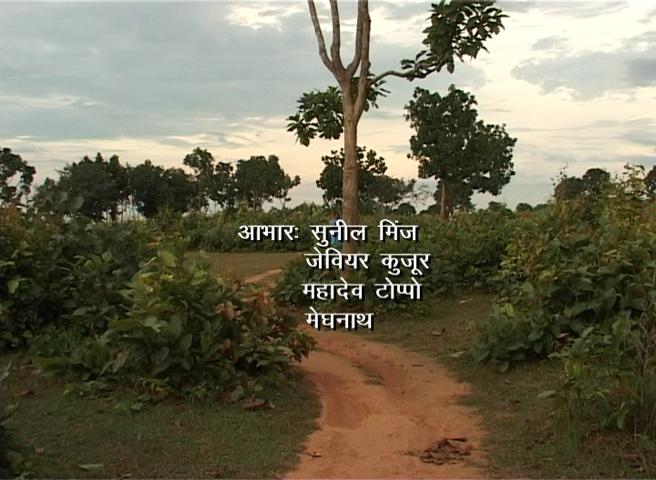 आभारः सुनील मिंज
जेवियर कुजूर
महादेव टोप्पो
मेघनाथ